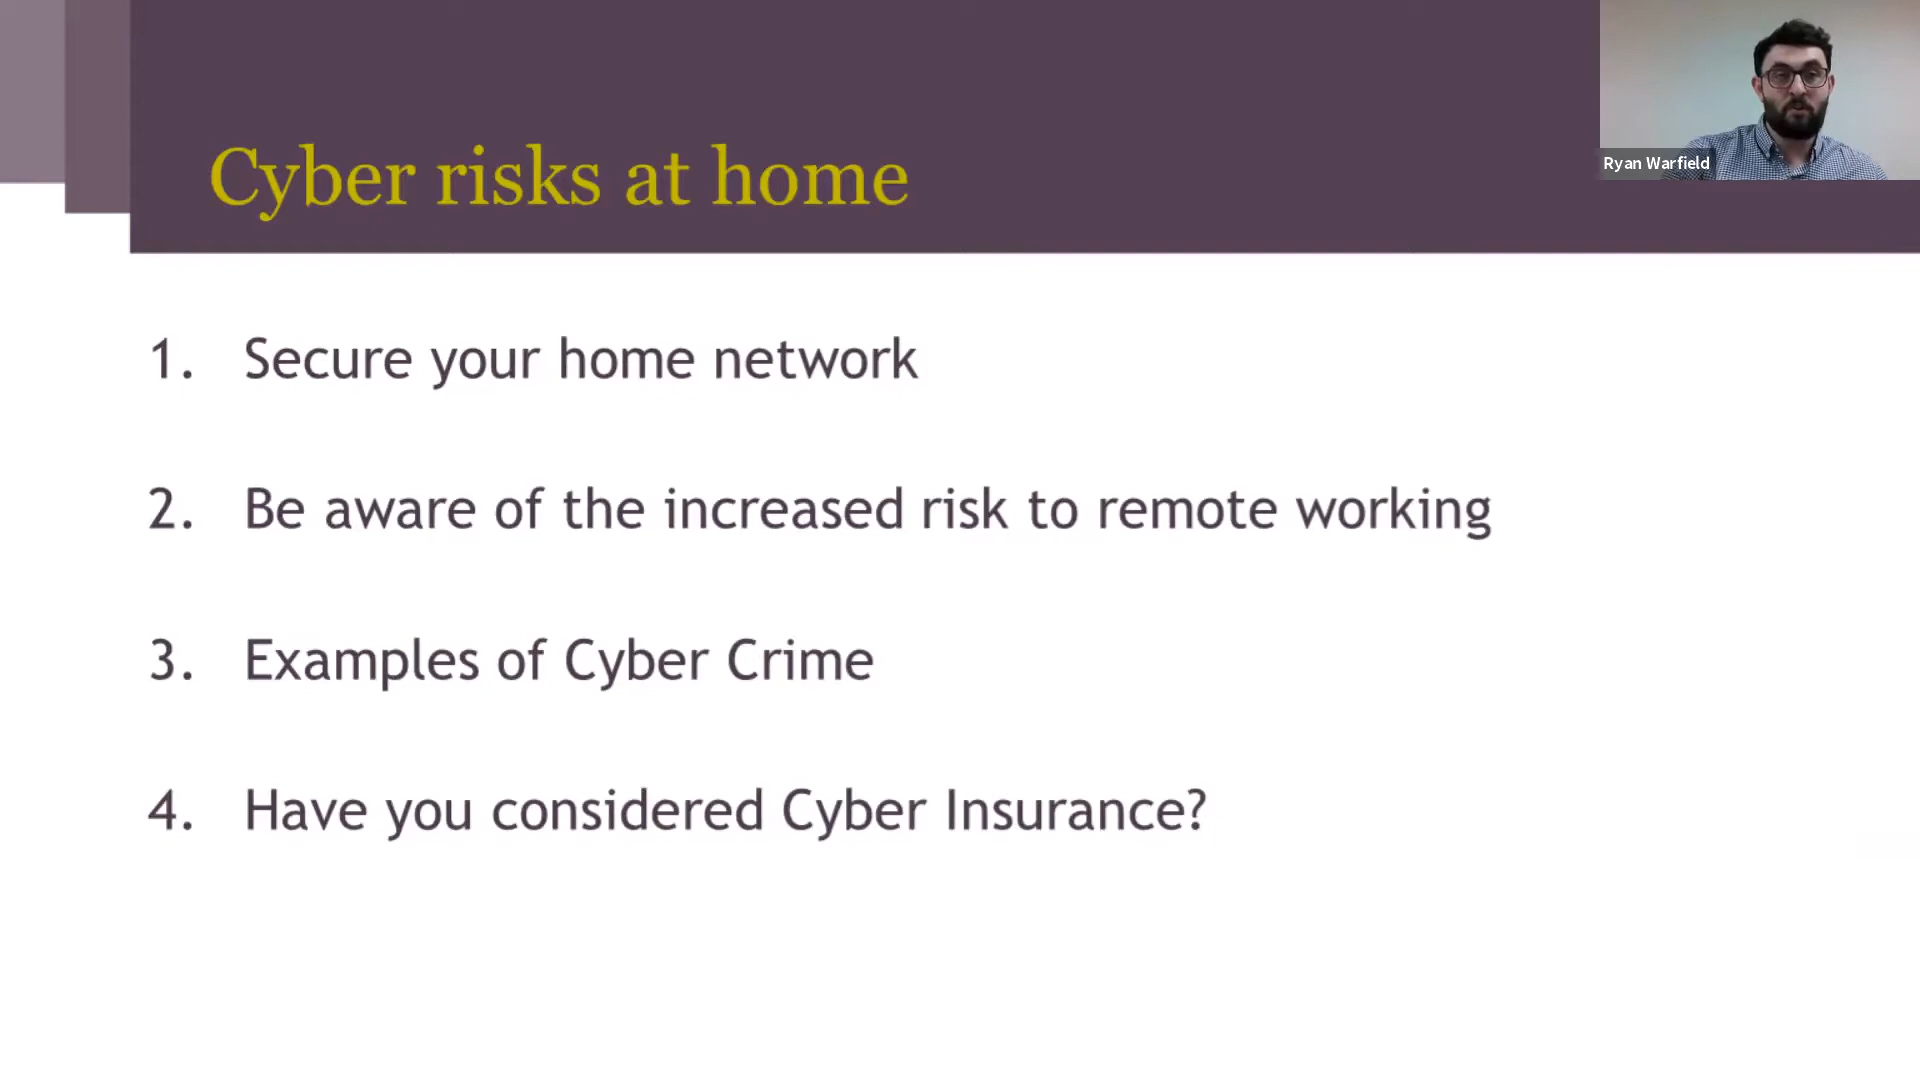 Cyber risks at home
Ryan Warfield
1. Secure your home network
2. Be aware of the increased risk to remote working
3. Examples of Cyber Crime
4. Have you considered Cyber Insurance?